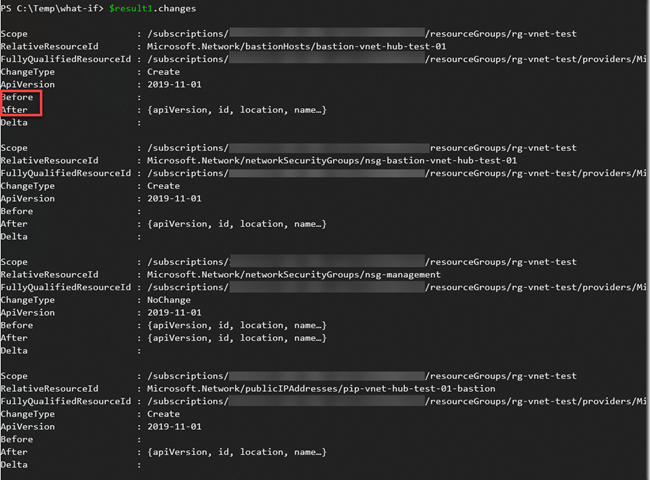 PS C:\Temp\what-if> $result1.changes
Scope : /subscriptions/ /resourceGroups/rg-vnet-test
RelativeResourceId : Microsoft.Network/bastionHosts/bastion-vnet-hub-test-01
FullyQualifiedResourceId : /subscriptions/ /resourceGroups/rg-vnet-test/providers/Mi
ChangeType : Create
ApiVersion : 2019-11-01
Before :
After : {apiVersion, id, location, name…}
Delta :
Scope : /subscriptions/ resourceGroups/rg-vnet-test
RelativeResourceId : Microsoft.Network/networkSecurityGroups/nsg-bastion-vnet-hub-test-01
FullyQualifiedResourceId : /subscriptions/ /resourceGroups/rg-vnet-test/providers/Mi
ChangeType : Create
ApiVersion : 2019-11-01
Before :
After : {apiVersion, id, location, name…}
Delta :
Scope : /subscriptions/ /resourceGroups/rg-vnet-test
RelativeResourceId : Microsoft.Network/networkSecurityGroups/nsg-management
FullyQualifiedResourceId : /subscriptions/ /resourceGroups/rg-vnet-test/providers/Mi
ChangeType : NoChange
ApiVersion : 2019-11-01
Before : {apiVersion, id, location, name…}
After : {apiVersion, id, location, name…}
Delta :
Scope : /subscriptions/ /resourceGroups/rg-vnet-test
RelativeResourceId : Microsoft.Network/publicIPAddresses/pip-vnet-hub-test-01-bastion
FullyQualifiedResourceId : /subscriptions/ /resourceGroups/rg-vnet-test/providers/Mi
ChangeType : Create
ApiVersion : 2019-11-01
Before :
After : {apiVersion, id, location, name…}
Delta :